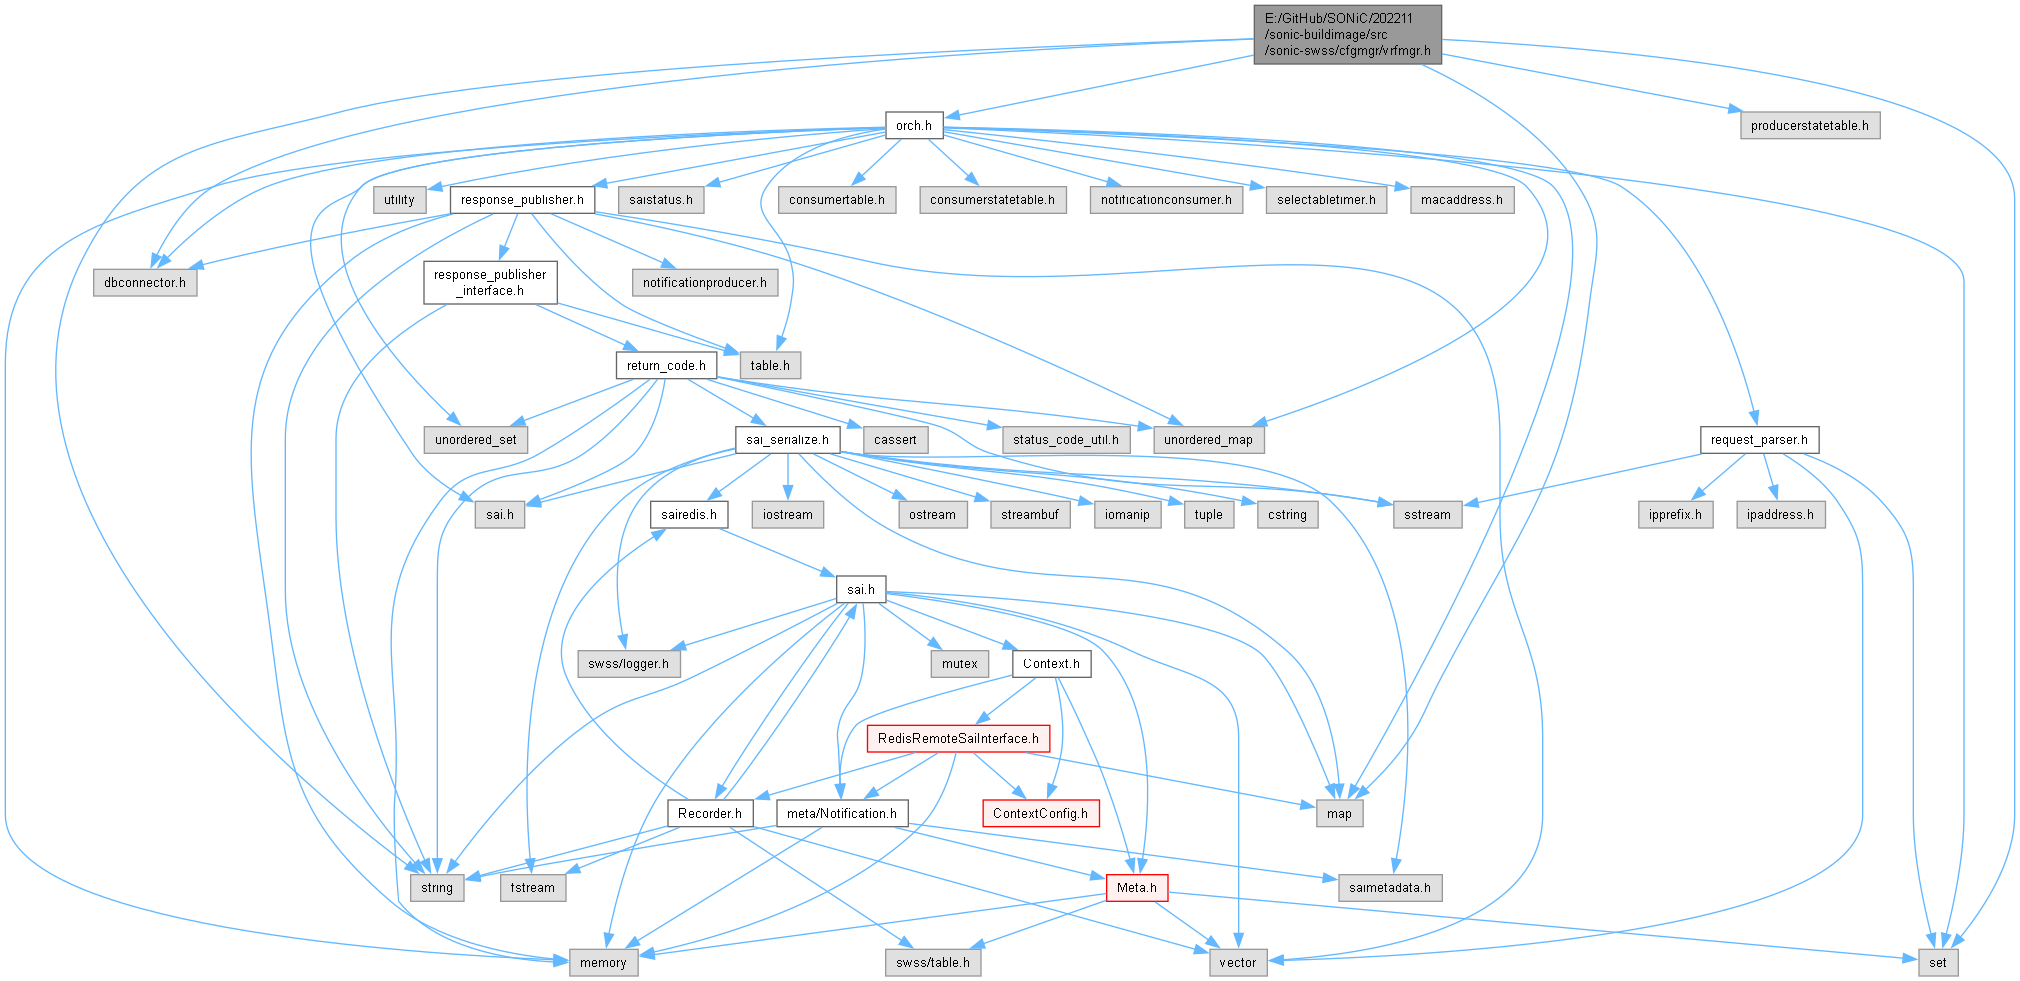 E:/GitHub/SONiC/202211
/sonic-buildimage/src
/sonic-swss/cfgmgr/vrfmgr.h
orch.h
producerstatetable.h
utility
response_publisher.h
saistatus.h
consumertable.h
consumerstatetable.h
notificationconsumer.h
selectabletimer.h
macaddress.h
dbconnector.h
response_publisher
_interface.h
notificationproducer.h
return_code.h
table.h
unordered_set
sai_serialize.h
cassert
status_code_util.h
unordered_map
request_parser.h
sai.h
sairedis.h
iostream
ostream
streambuf
iomanip
tuple
cstring
sstream
ipprefix.h
ipaddress.h
sai.h
swss/logger.h
mutex
Context.h
RedisRemoteSaiInterface.h
Recorder.h
meta/Notification.h
ContextConfig.h
map
string
fstream
Meta.h
saimetadata.h
memory
swss/table.h
vector
set